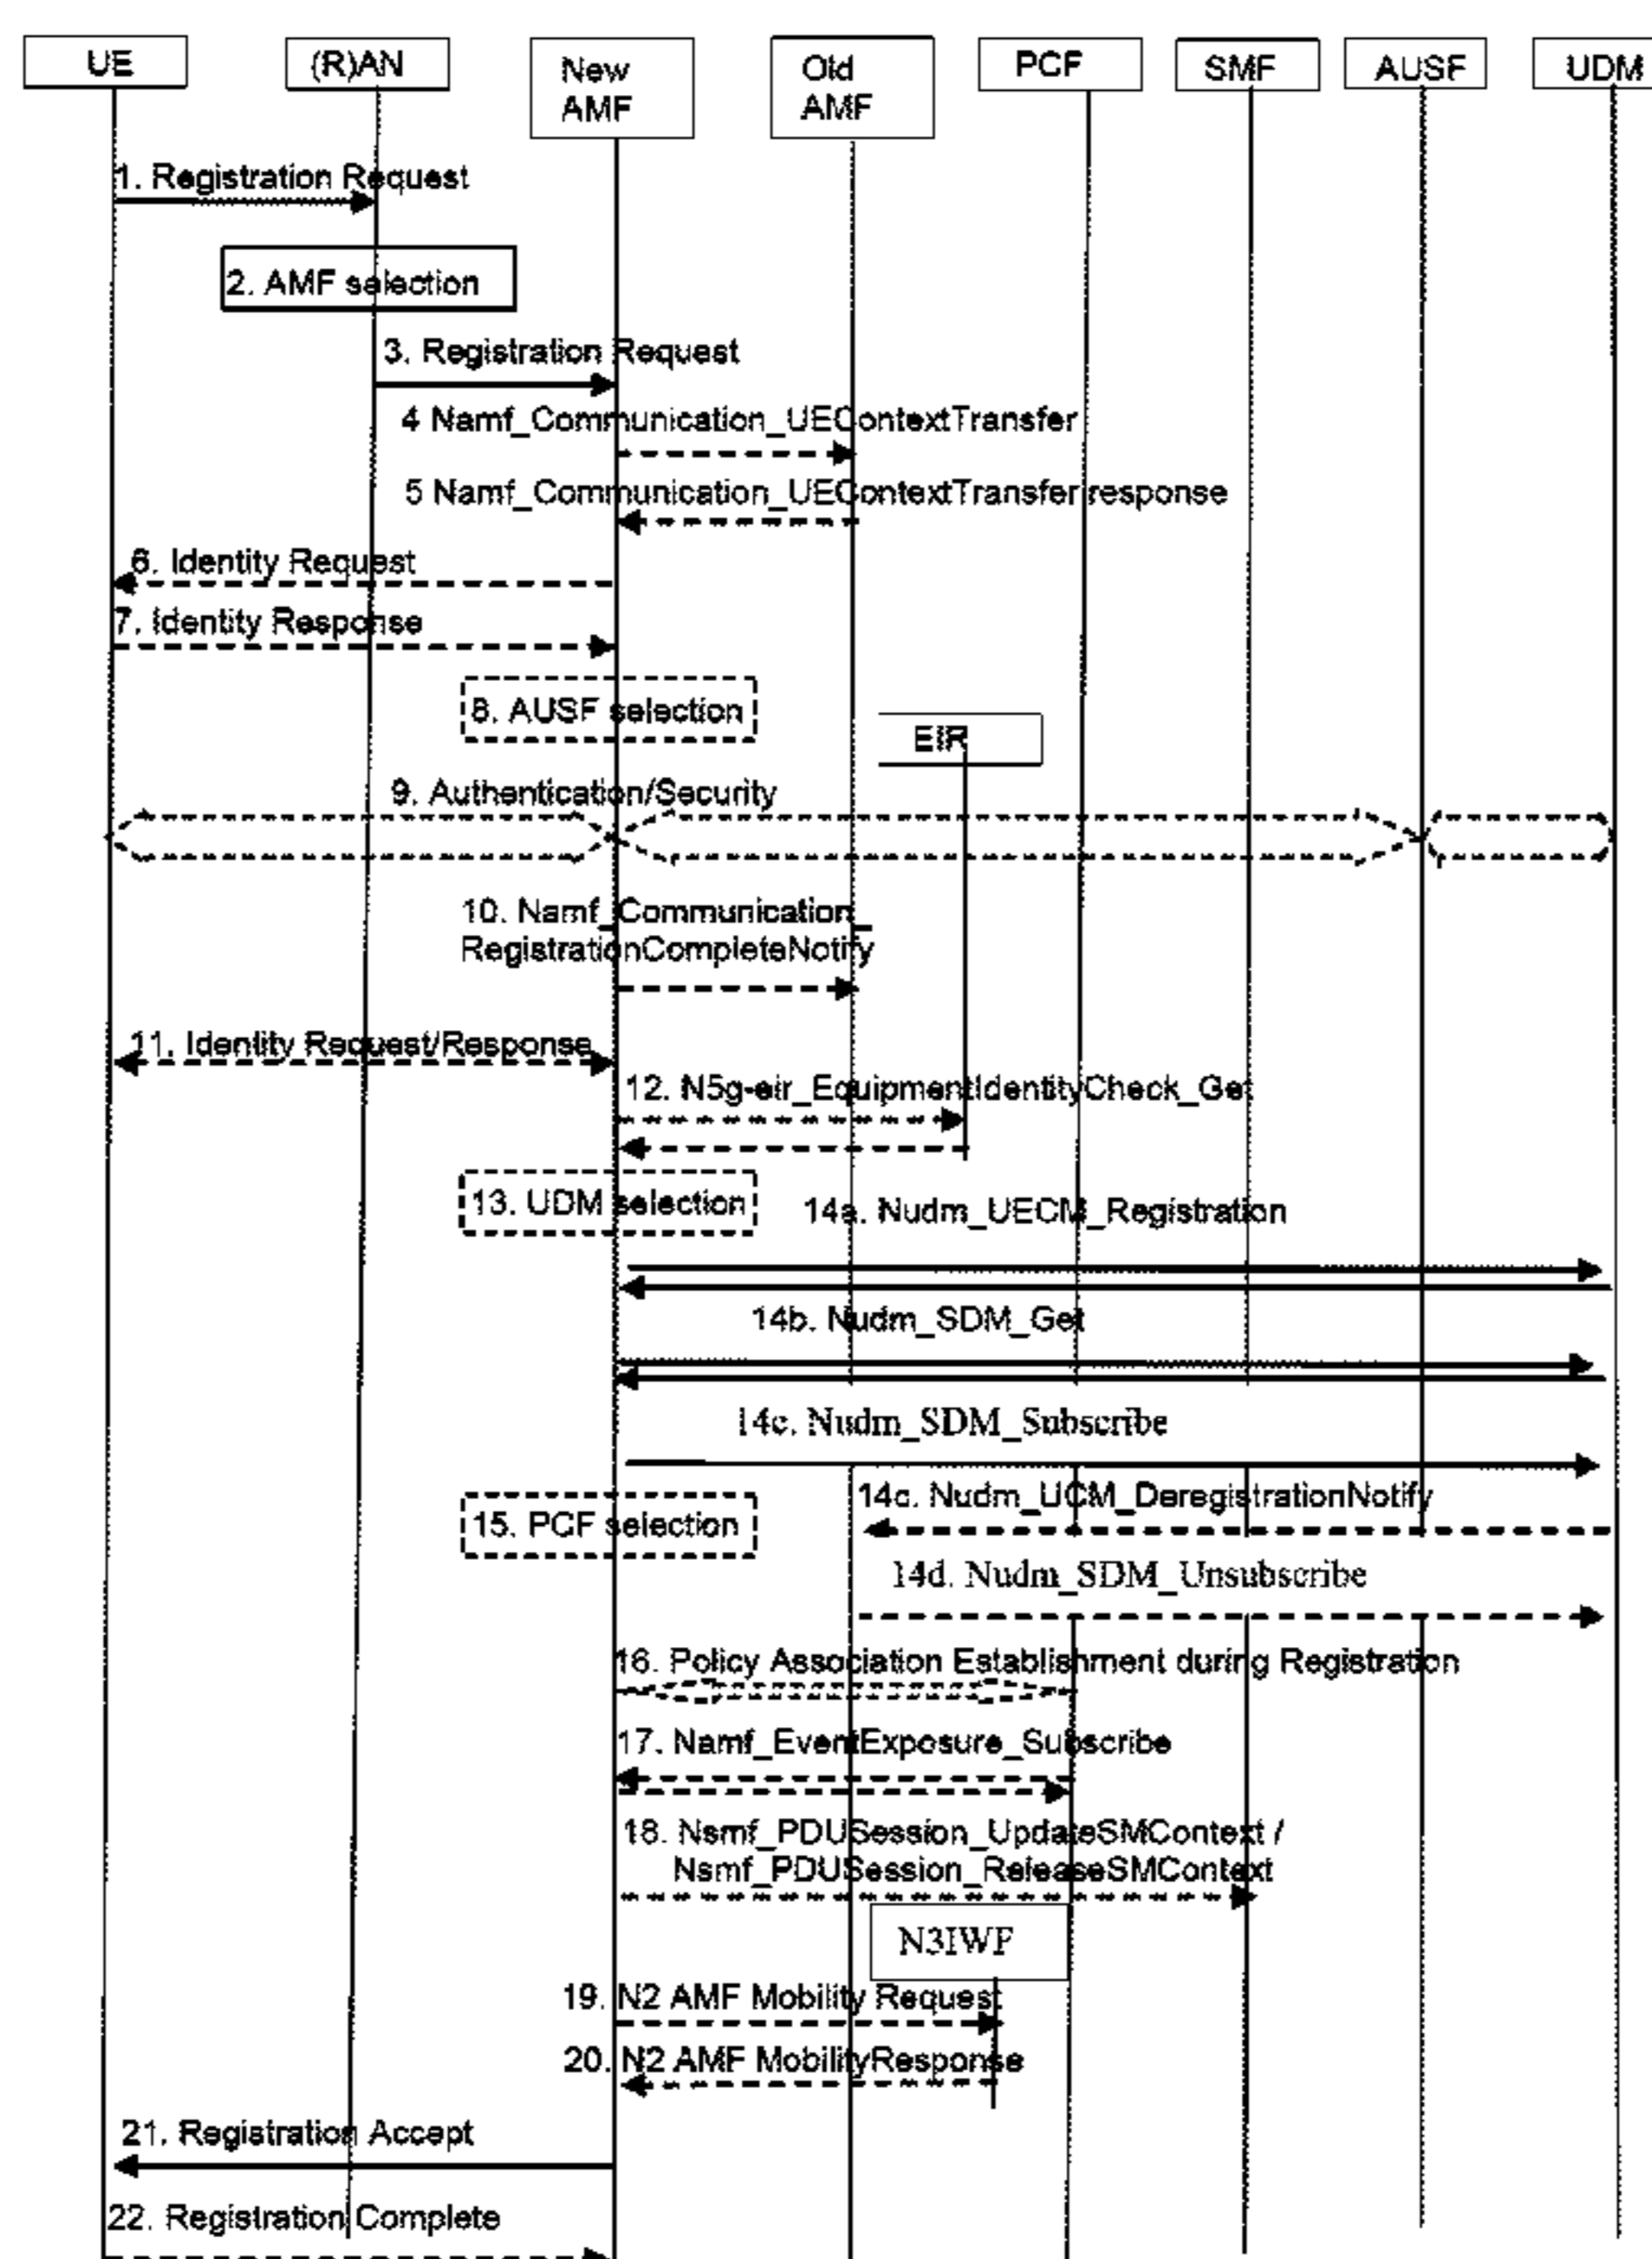 UE
(R)AN
New
AMF
Old
AMF
PCF
SMF
AUSF
UDM
1. Registration Request
2. AMF selection
3. Registration Request
4 Namf_Communication_UEContextTransfer
5 Namf_Communication_UEContextTransfer response
6. Identity Request
7. Identity Response
8. AUSF selection
EIR
9. Authentication/Security
10. Namf_Communication_
RegistrationCompleteNotify
11. Identity Request/Response
12. N5g-eir_EquipmentIdentityCheck_Get
13. UDM selection
14a. Nudm_UECM_Registration
14b. Nudm_SDM_Get
14c. Nudm_SDM_Subscribe
14c. Nudm_UCM_DeregistrationNotify
15. PCF selection
14d. Nudm_SDM_Unsubscribe
16. Policy Association Establishment during Registration
17. Namf_EventExposure_Subscribe
18. Nsmf_PDUSession_UpdateSMContext /
Nsmf_PDUSession_ReleaseSMContext
N3IWF
19. N2 AMF Mobility Request
20. N2 AMF MobilityResponse
21. Registration Accept
22. Registration Complete